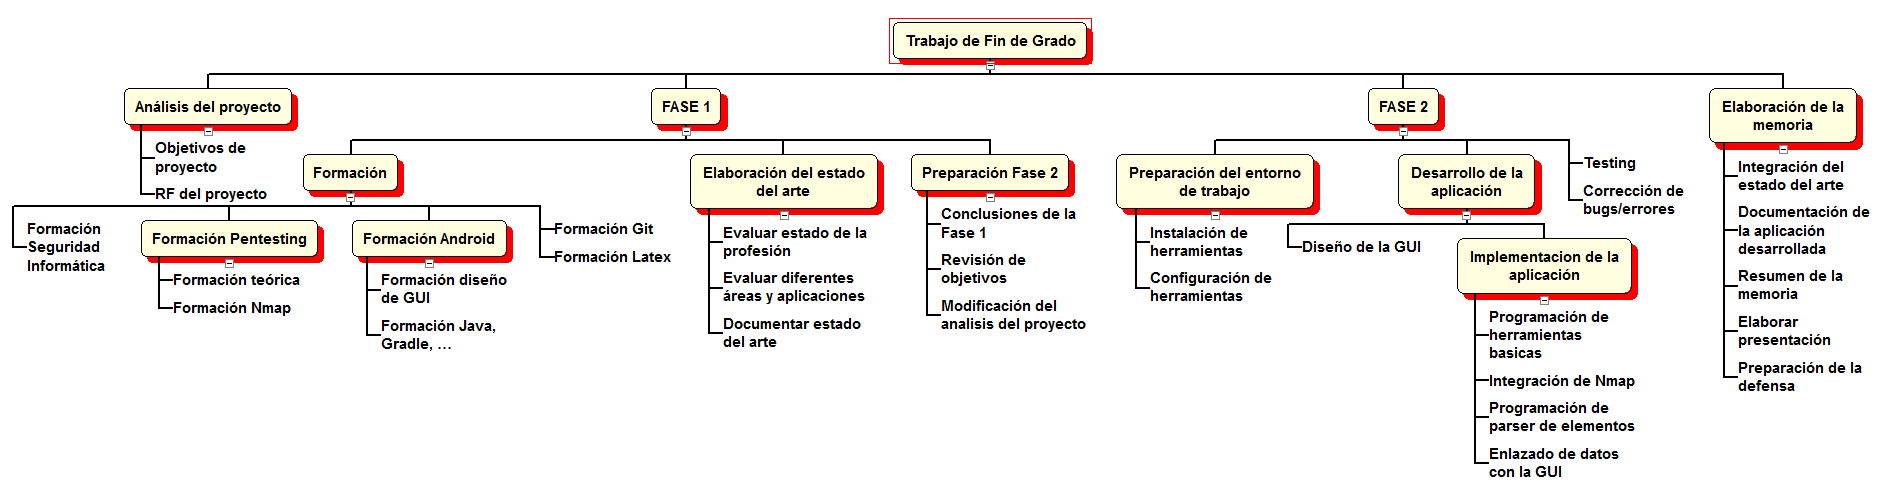 Trabajo de Fin de Grado
Análisis del proyecto
Objetivos de
proyecto
RF del proyecto
FASE 1
Formación
Formación
Seguridad
Informática
Formación Pentesting
Formación teórica
Formación Nmap
Formación Android
Formación diseño
de GUI
Formación Java,
Gradle, ...
Formación Git
Formación Latex
Elaboración del estado
del arte
Evaluar estado de la
profesión
Evaluar diferentes
áreas y aplicaciones
Documentar estado
del arte
Preparación Fase 2
Conclusiones de la
Fase 1
Revisión de
objetivos
Modificación del
analisis del proyecto
FASE 2
Preparación del entorno
de trabajo
Instalación de
herramientas
Configuración de
herramientas
Desarrollo de la
aplicación
Diseño de la GUI
Implementacion de la
aplicación
Programación de
herramientas
basicas
Integración de Nmap
Programación de
parser de elementos
Enlazado de datos
con la GUI
Testing
Corrección de
bugs/errores
Elaboración de la
memoria
Integración del
estado del arte
Documentación de
la aplicación
desarrollada
Resumen de la
memoria
Elaborar
presentación
Preparación de la
defensa